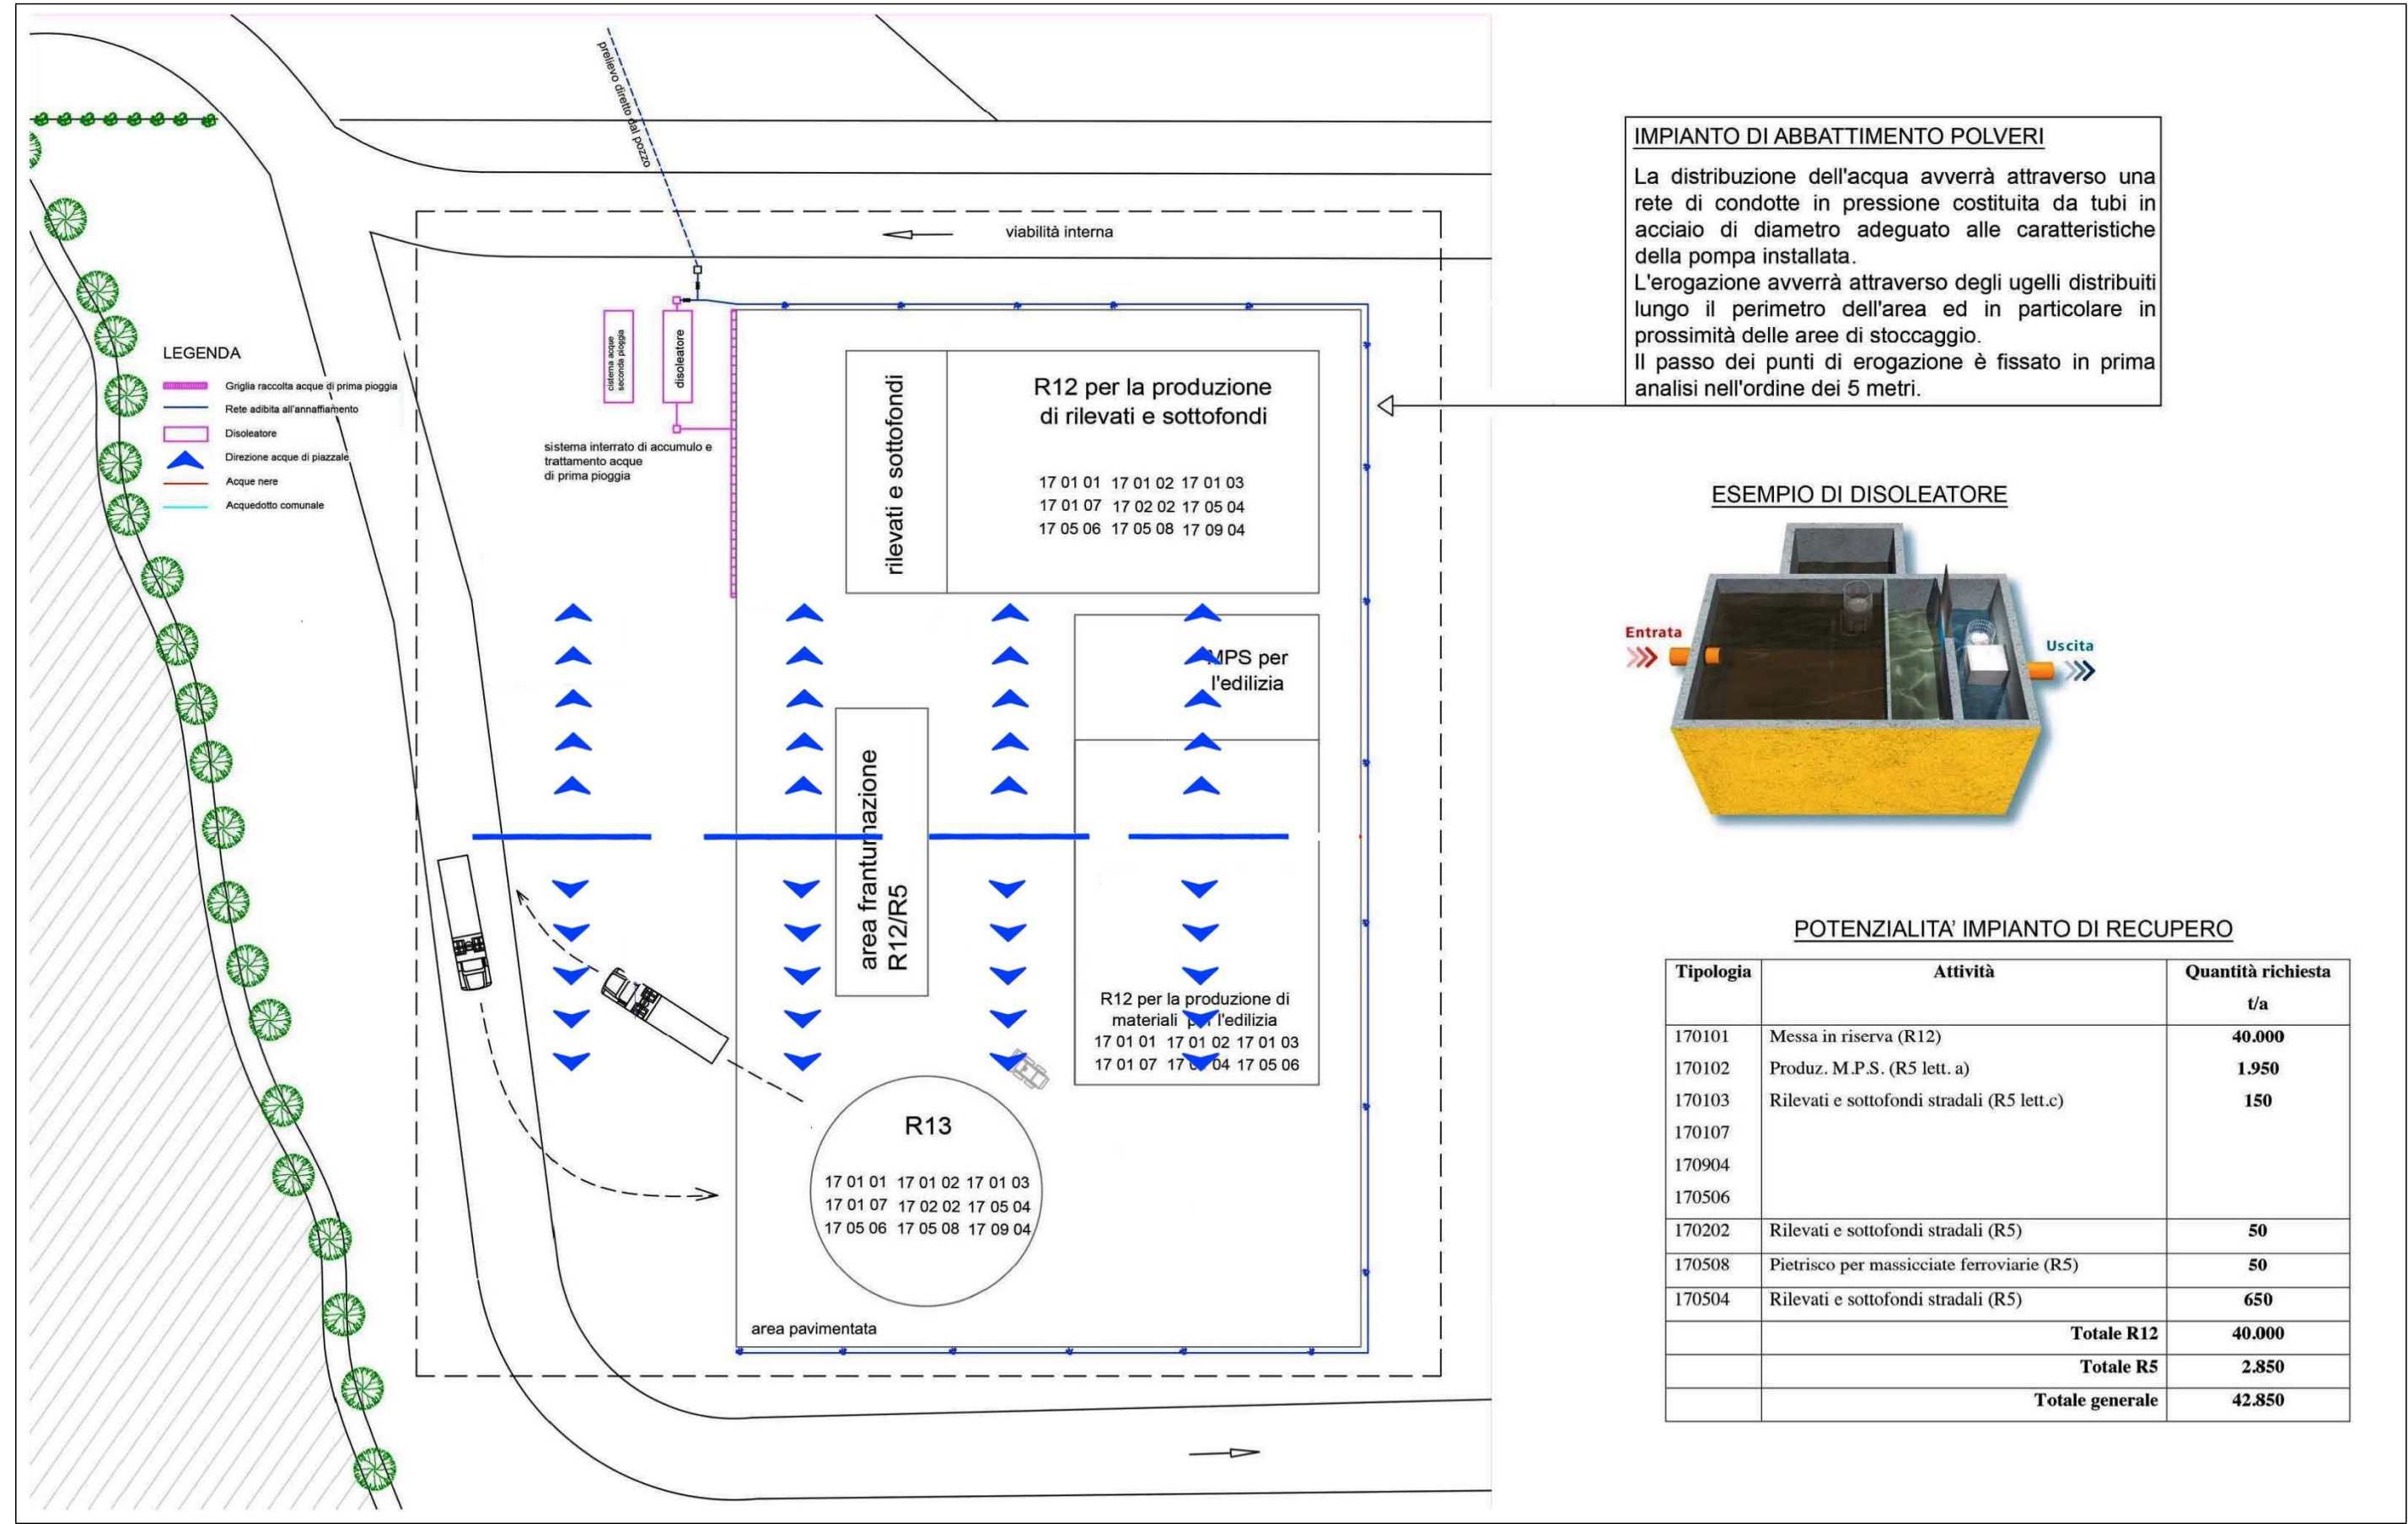 prelievo diretto dal pozzo
viabilità interna
LEGENDA
Griglia raccolta acque di prima pioggia
Rete adibita all'annaffiamento
Disoleatore
Direzione acque di piazzale
Acque nere
Acquedotto comunale
cisterna acque
seconda pioggia
disoleatore
sistema interrato di accumulo e
trattamento acque
di prima pioggia
rilevati e sottofondi
R12 per la produzione
di rilevati e sottofondi
17 01 01 17 01 02 17 01 03
17 01 07 17 02 02 17 05 04
17 05 06 17 05 08 17 09 04
MPS per
l'edilizia
area frantumazione
R12/R5
R12 per la produzione di
materiali per l'edilizia
17 01 01 17 01 02 17 01 03
17 01 07 17 04 17 05 06
R13
17 01 01 17 01 02 17 01 03
17 01 07 17 02 02 17 05 04
17 05 06 17 05 08 17 09 04
area pavimentata
IMPIANTO DI ABBATTIMENTO POLVERI
La distribuzione dell'acqua avverrà attraverso una
rete di condotte in pressione costituita da tubi in
acciaio di diametro adeguato alle caratteristiche
della pompa installata.
L'erogazione avverrà attraverso degli ugelli distribuiti
lungo il perimetro dell'area ed in particolare in
prossimità delle aree di stoccaggio.
Il passo dei punti di erogazione è fissato in prima
analisi nell'ordine dei 5 metri.
ESEMPIO DI DISOLEATORE
Entrata
Uscita
POTENZIALITA' IMPIANTO DI RECUPERO
Tipologia Attività Quantità richiesta
t/a
170101 Messa in riserva (R12) 40.000
170102 Produz. M.P.S. (R5 lett. a) 1.950
170103 Rilevati e sottofondi stradali (R5 lett.c) 150
170107
170904
170506
170202 Rilevati e sottofondi stradali (R5) 50
170508 Pietrisco per massicciate ferroviarie (R5) 50
170504 Rilevati e sottofondi stradali (R5) 650
Totale R12 40.000
Totale R5 2.850
Totale generale 42.850